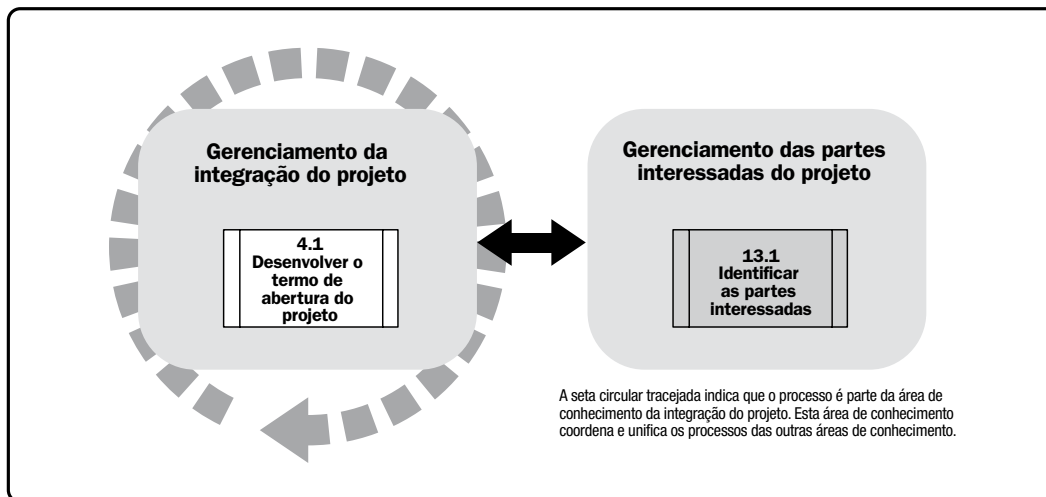 Gerenciamento da
integração do projeto
4.1
Desenvolver o
termo de
abertura do
projeto
Gerenciamento das partes
interessadas do projeto
13.1
Identificar
as partes
interessadas
A seta circular tracejada indica que o processo é parte da área de
conhecimento da integração do projeto. Esta área de conhecimento
coordena e unifica os processos das outras áreas de conhecimento.